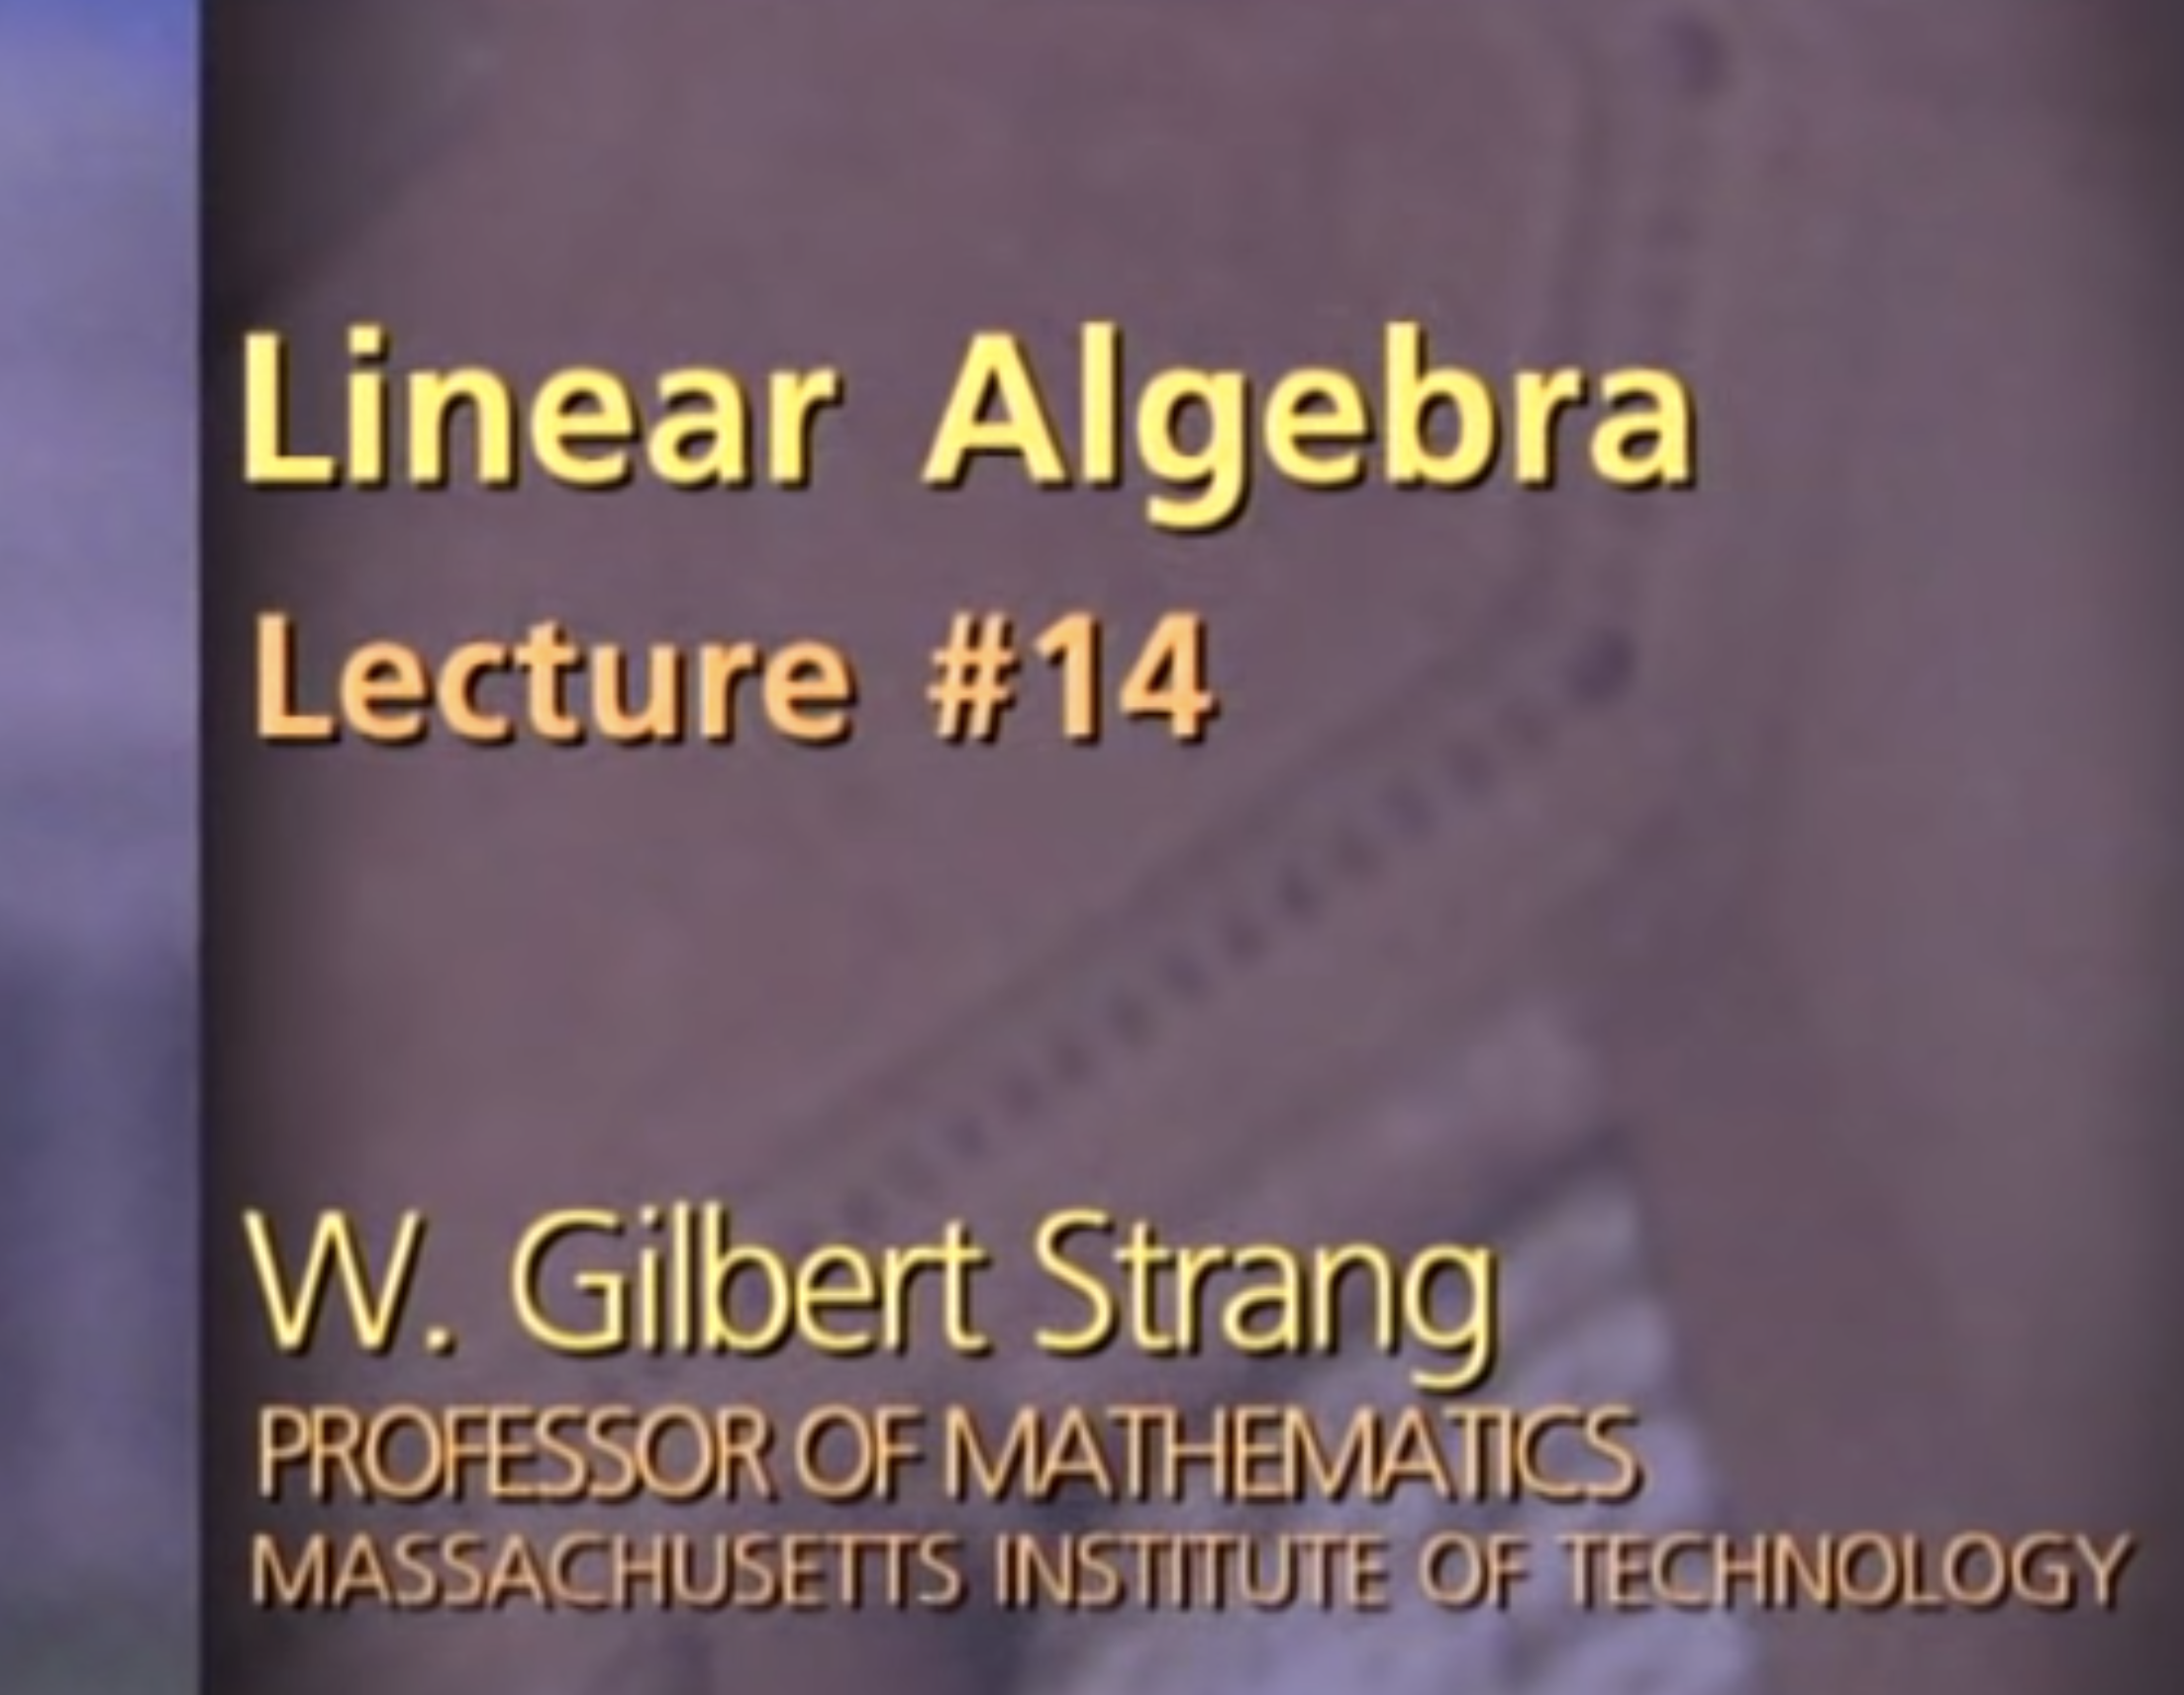 Linear Algebra
Lecture #14
W. Gilbert Strang
PROFESSOR OF MATHEMATICS
MASSACHUSETTS INSTITUTE OF TECHNOLOGY